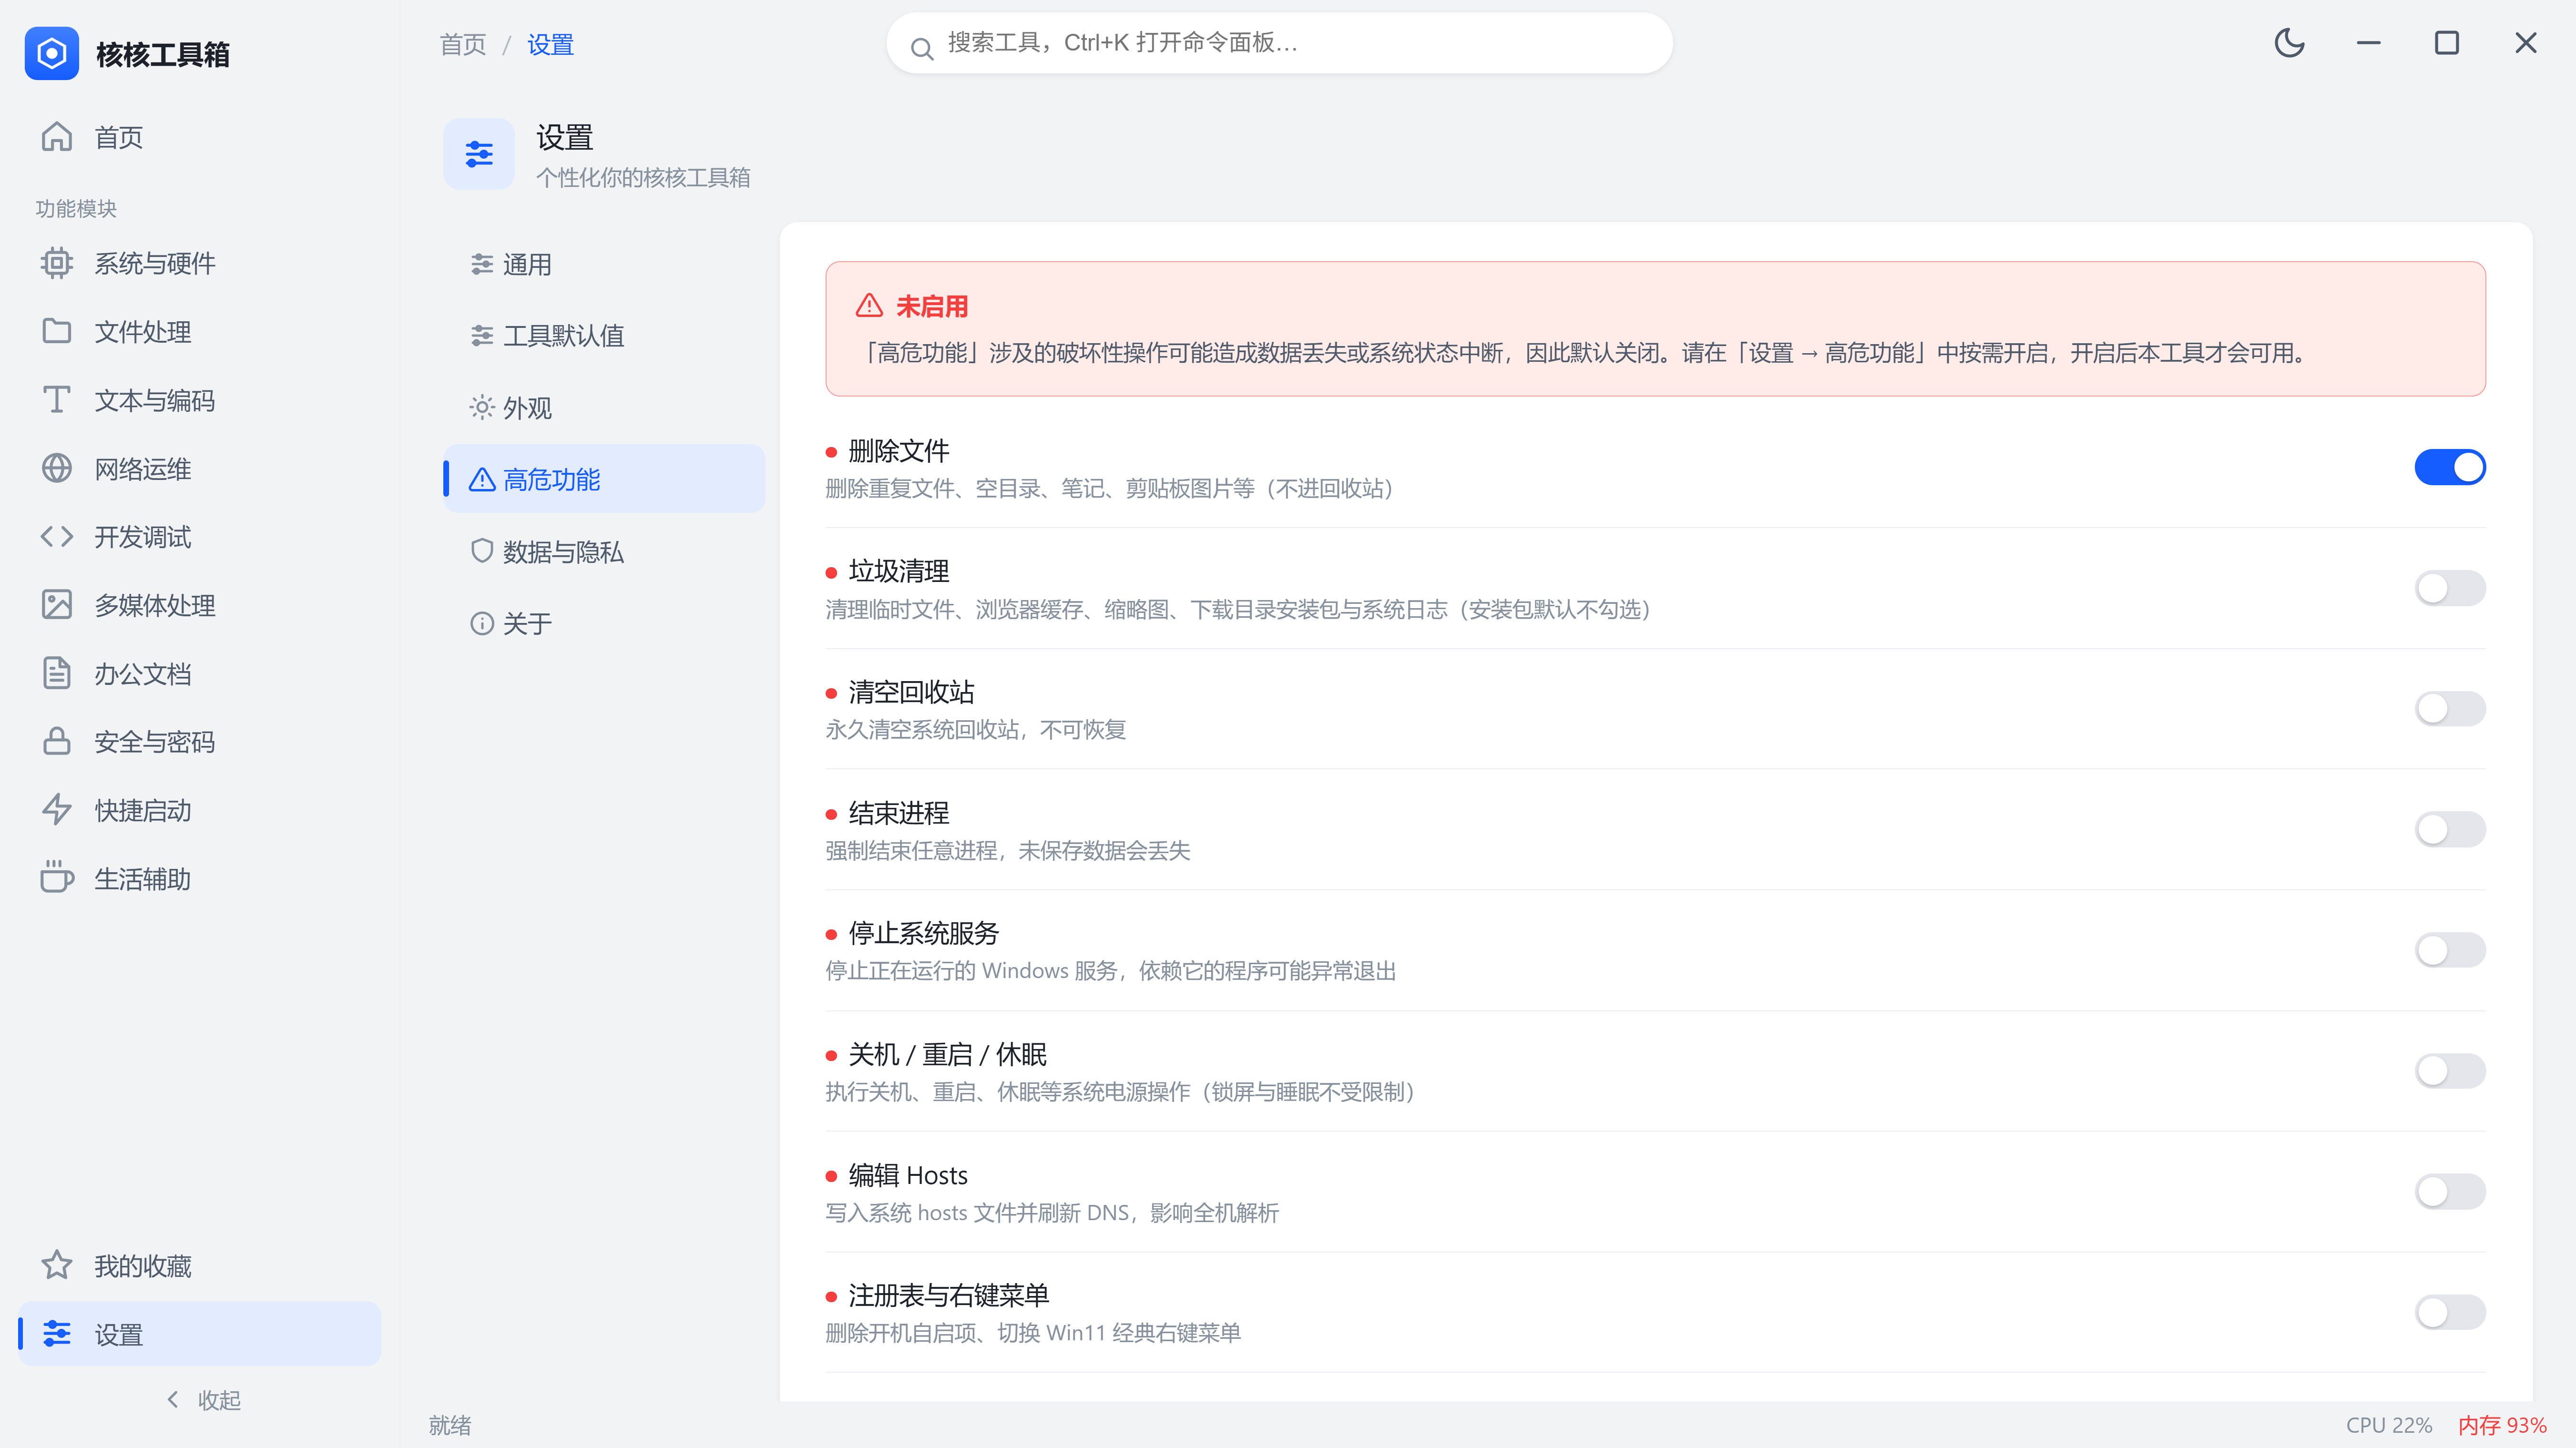 核核工具箱
首页 / 设置
搜索工具，Ctrl+K 打开命令面板…
首页
功能模块
系统与硬件
文件处理
文本与编码
网络运维
开发调试
多媒体处理
办公文档
安全与密码
快捷启动
生活辅助
我的收藏
设置
收起
设置
个性化你的核核工具箱
通用
工具默认值
外观
高危功能
数据与隐私
关于
未启用
「高危功能」涉及的破坏性操作可能造成数据丢失或系统状态中断，因此默认关闭。请在「设置 → 高危功能」中按需开启，开启后本工具才会可用。
删除文件
删除重复文件、空目录、笔记、剪贴板图片等（不进回收站）
垃圾清理
清理临时文件、浏览器缓存、缩略图、下载目录安装包与系统日志（安装包默认不勾选）
清空回收站
永久清空系统回收站，不可恢复
结束进程
强制结束任意进程，未保存数据会丢失
停止系统服务
停止正在运行的 Windows 服务，依赖它的程序可能异常退出
关机 / 重启 / 休眠
执行关机、重启、休眠等系统电源操作（锁屏与睡眠不受限制）
编辑 Hosts
写入系统 hosts 文件并刷新 DNS，影响全机解析
注册表与右键菜单
删除开机自启项、切换 Win11 经典右键菜单
就绪
CPU 22% 内存 93%